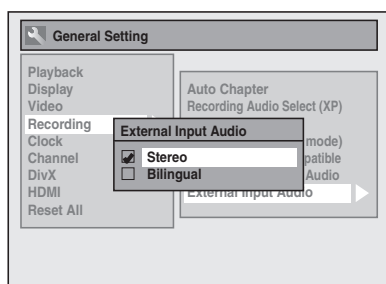 General Setting
Playback
Display
Video
Recording
Clock
Channel
DivX
HDMI
Reset All
Auto Chapter
Recording Audio Select (XP)
mode)
patible
Audio
External Input Audio
External Input Audio
Stereo
Bilingual